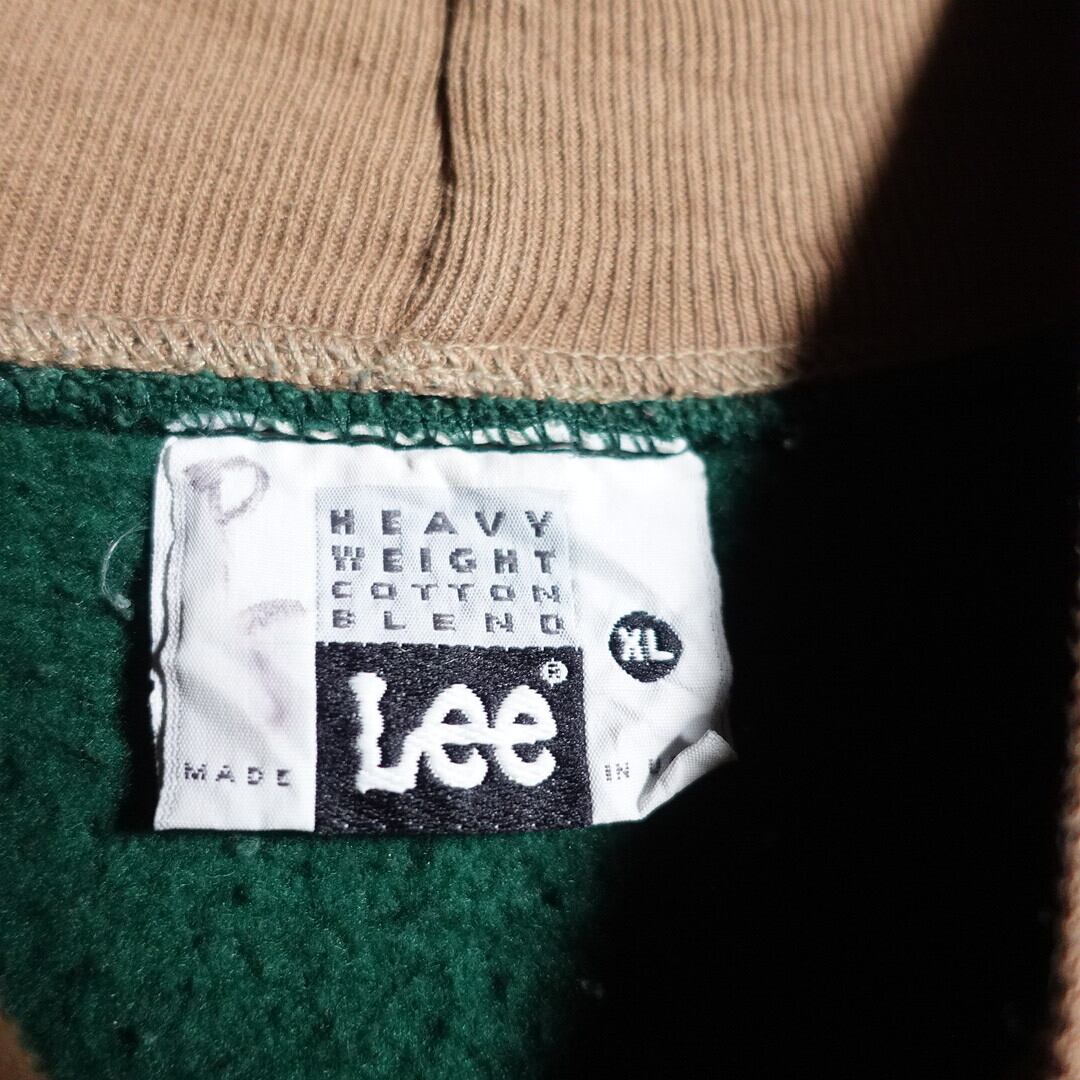 HEAVY
WEIGHT
COTTON
BLEND
Lee®
XL
MADE IN